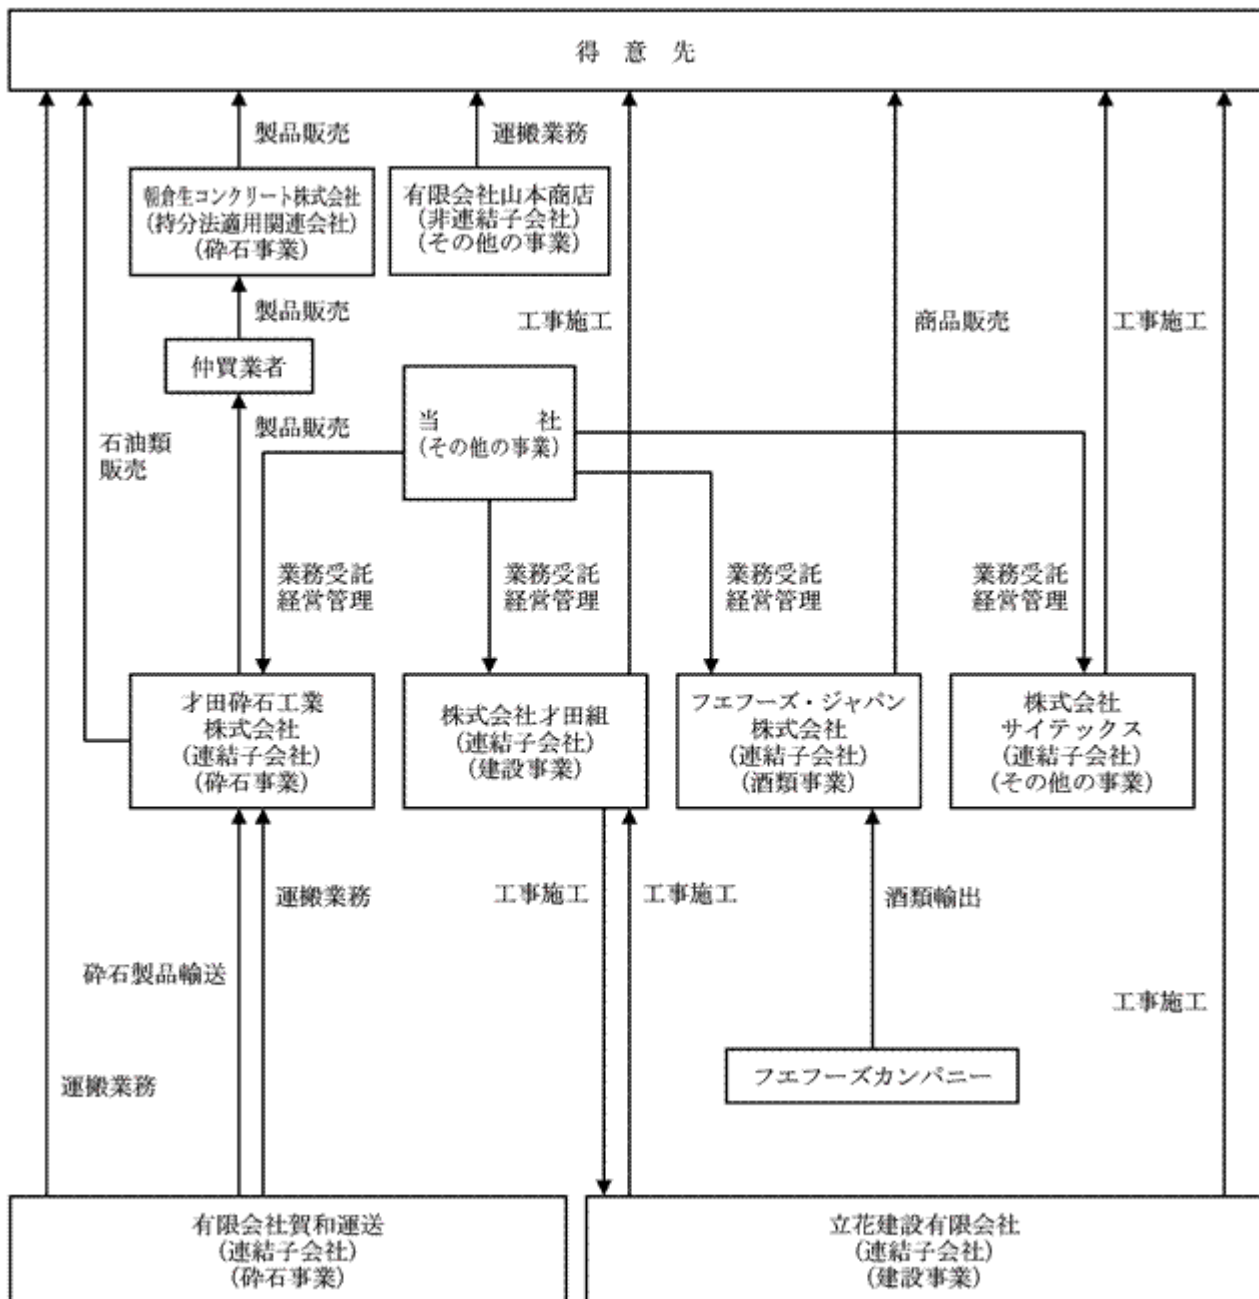 得意先
製品販売
運搬業務
朝倉生コンクリート株式会社
(持分法適用関連会社)
(砕石事業)
有限会社山本商店
(非連結子会社)
(その他の事業)
製品販売
工事施工
商品販売
工事施工
仲買業者
石油類
販売
製品販売
当社
(その他の事業)
業務受託
経営管理
業務受託
経営管理
業務受託
経営管理
業務受託
経営管理
才田砕石工業
株式会社
(連結子会社)
(砕石事業)
株式会社才田組
(連結子会社)
(建設事業)
フエフーズ・ジャパン
株式会社
(連結子会社)
(酒類事業)
株式会社
サイテックス
(連結子会社)
(その他の事業)
運搬業務
工事施工
工事施工
酒類輸出
砕石製品輸送
工事施工
運搬業務
フエフーズカンパニー
有限会社賀和運送
(連結子会社)
(砕石事業)
立花建設有限会社
(連結子会社)
(建設事業)